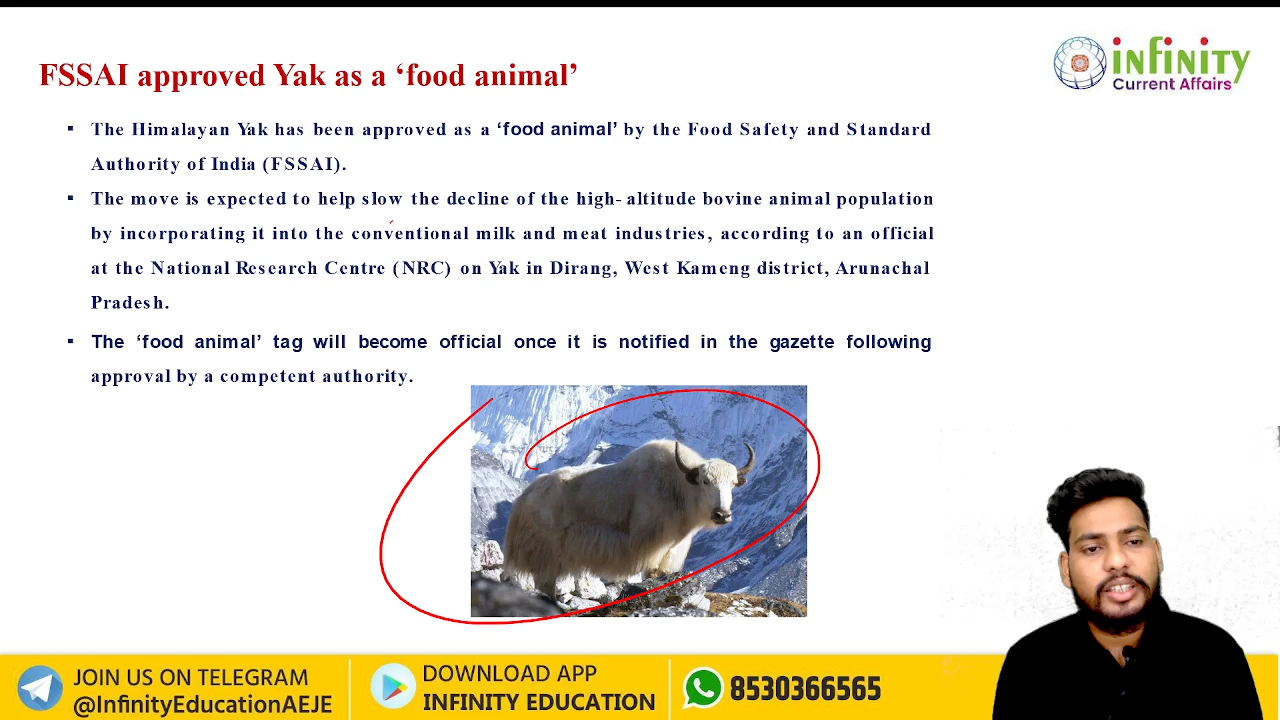 FSSAI approved Yak as a ‘food animal’
infinity
Current Affairs
▪ The Himalayan Yak has been approved as a ‘food animal’ by the Food Safety and Standard
Authority of India (FSSAI).
▪ The move is expected to help slow the decline of the high- altitude bovine animal population
by incorporating it into the conventional milk and meat industries, according to an official
at the National Research Centre (NRC) on Yak in Dirang, West Kameng district, Arunachal
Pradesh.
▪ The ‘food animal’ tag will become official once it is notified in the gazette following
approval by a competent authority.
JOIN US ON TELEGRAM
@InfinityEducationAEJE
DOWNLOAD APP
INFINITY EDUCATION
8530366565